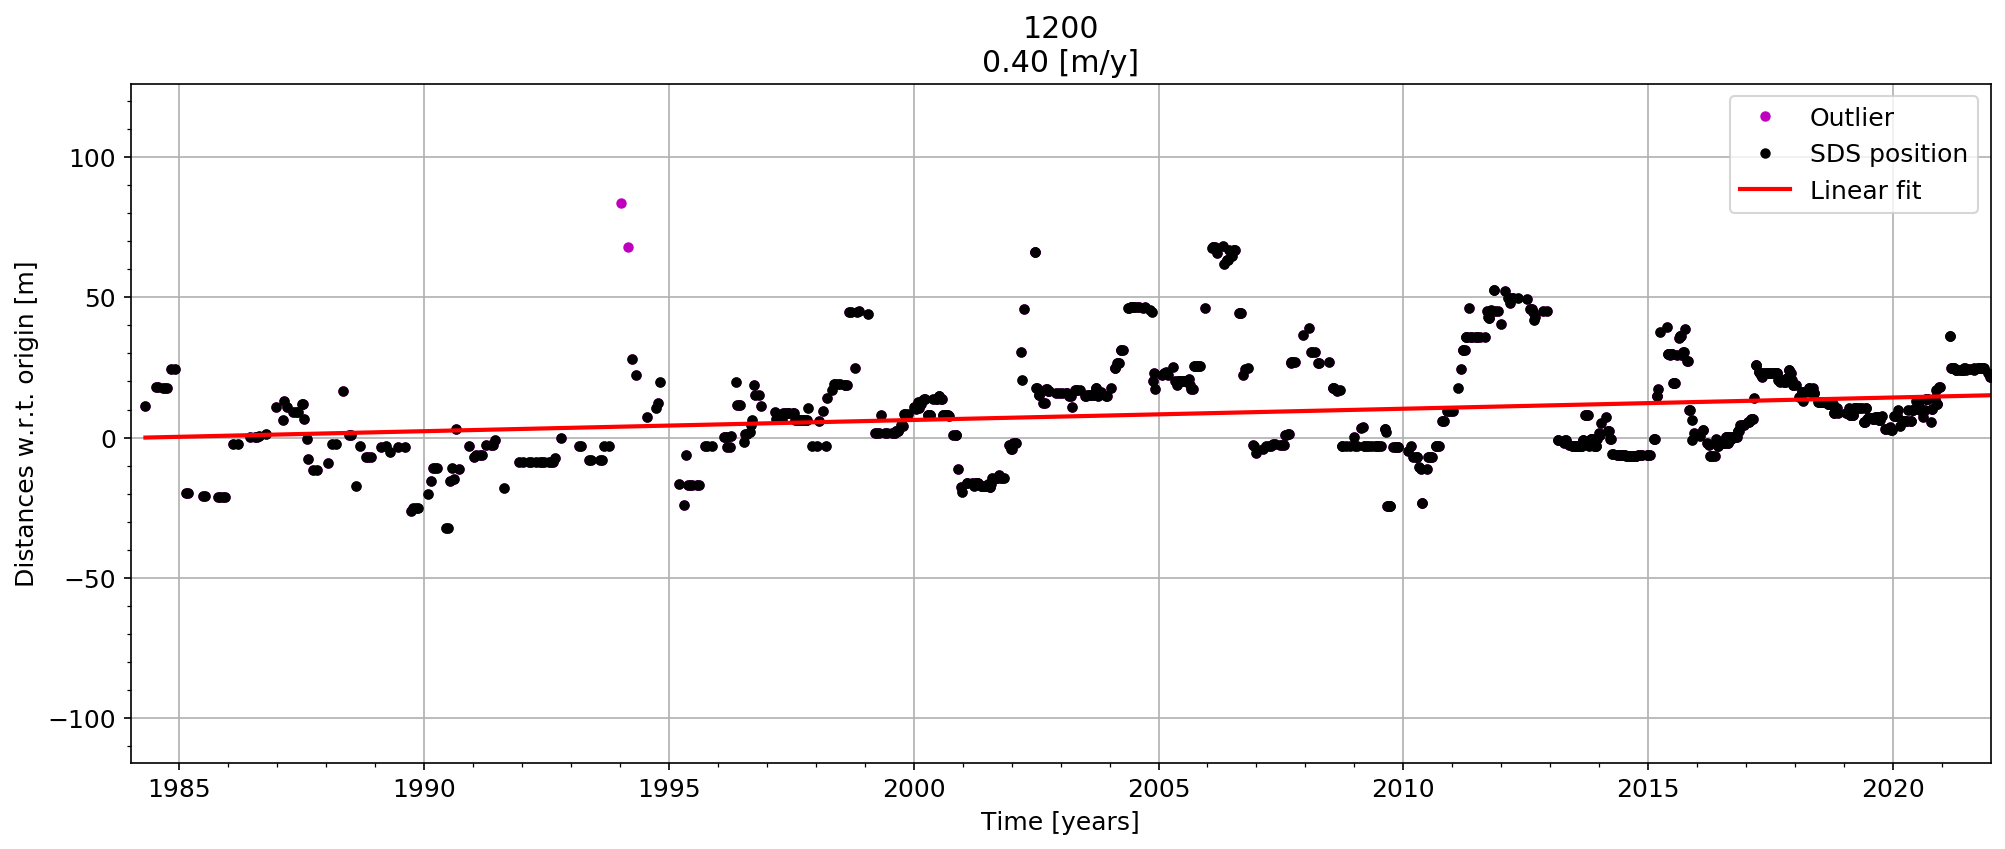 1200
0.40 [m/y]
Outlier
SDS position
Linear fit
Distances w.r.t. origin [m]
100
50
0
−50
−100
1985 1990 1995 2000 2005 2010 2015 2020
Time [years]